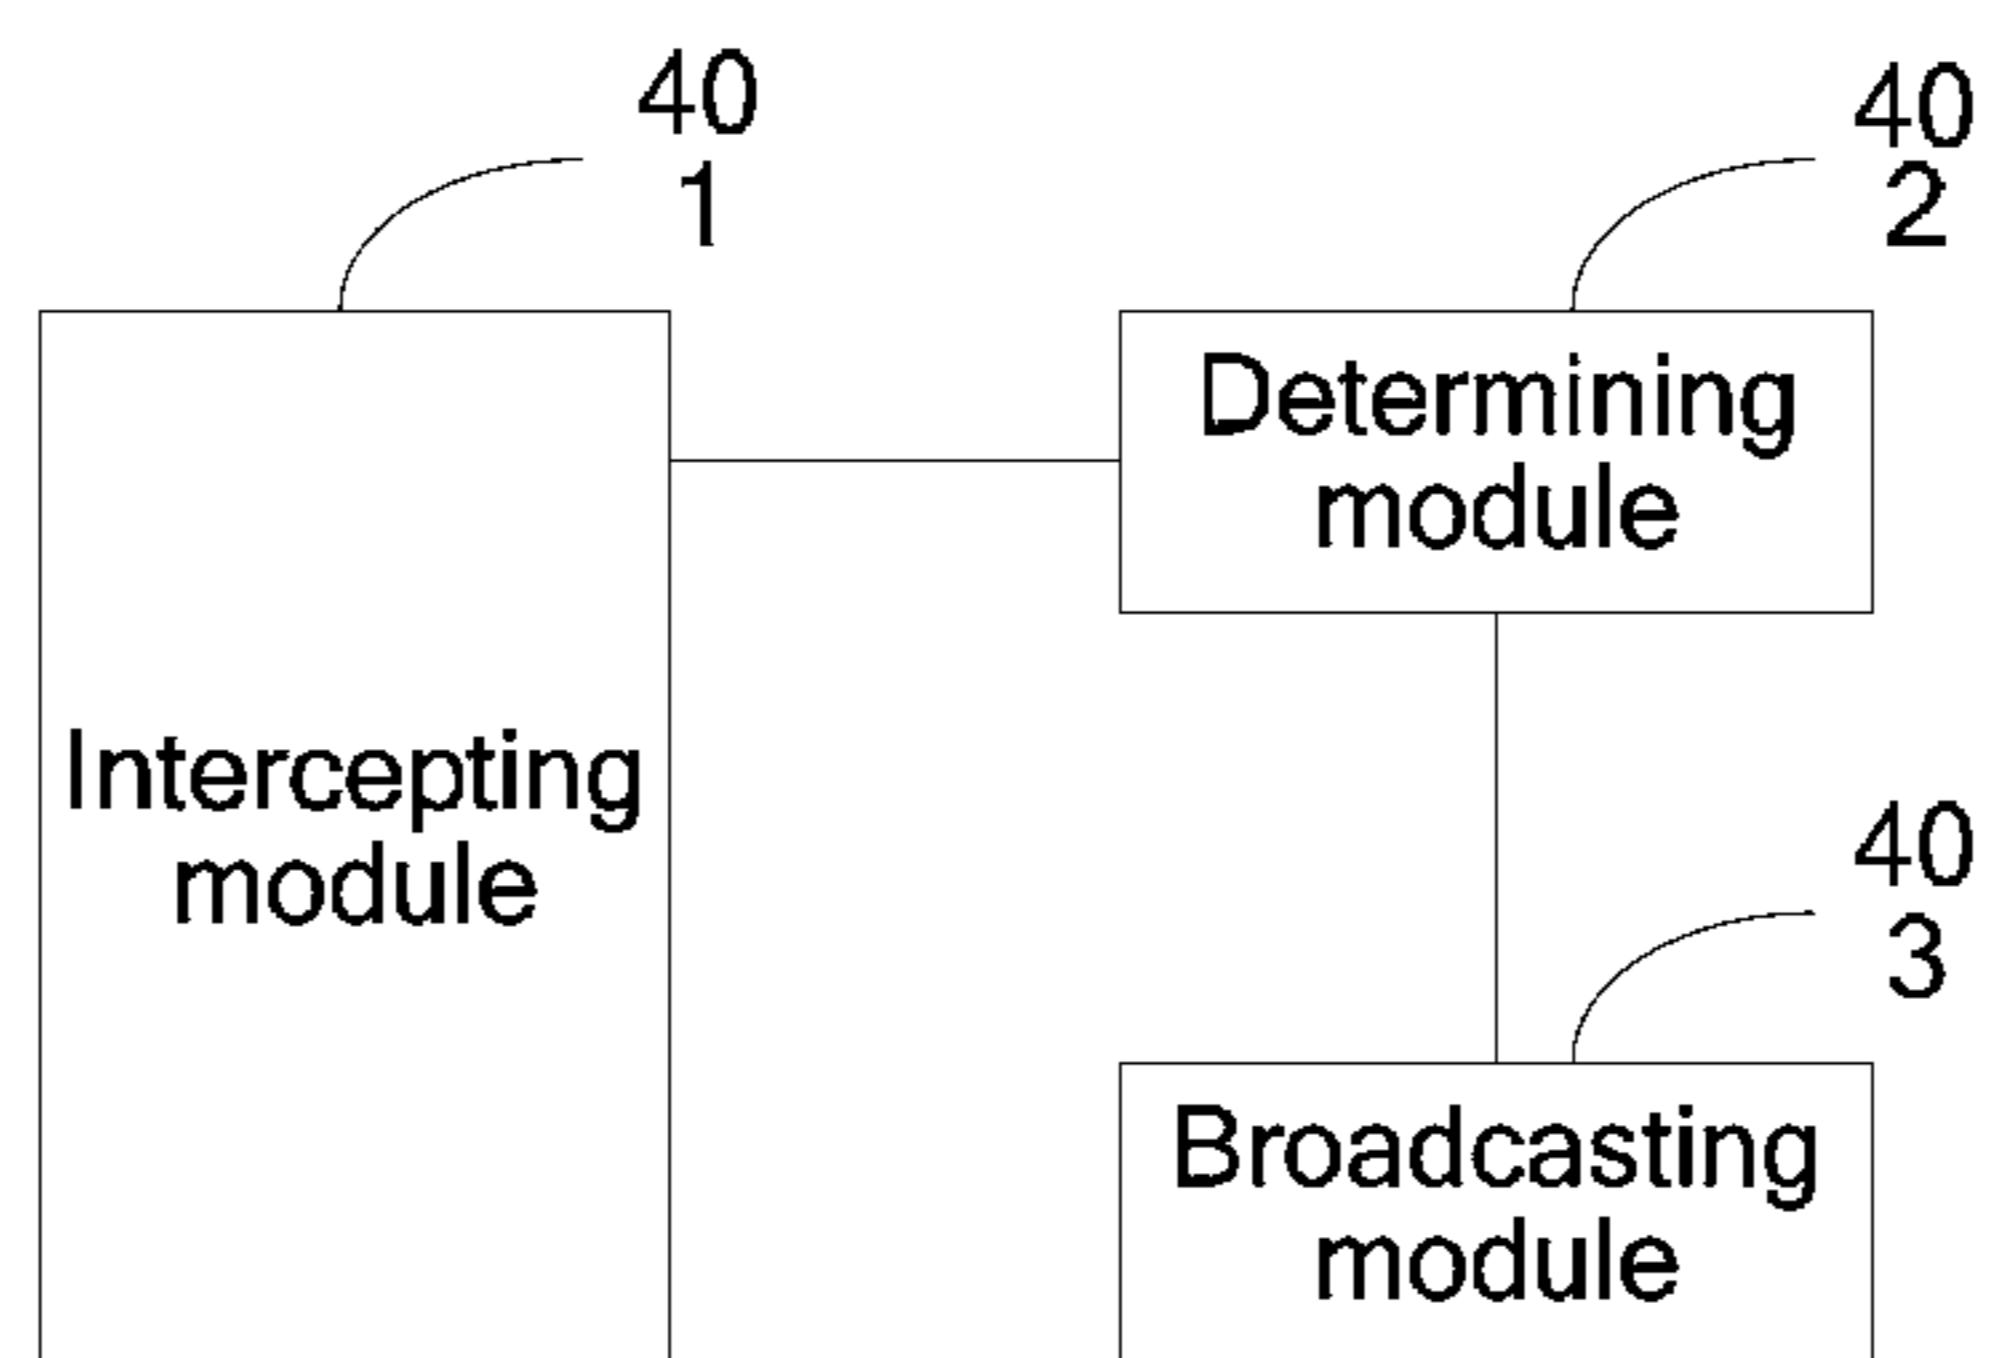 40
1
40
2
Determining
module
Intercepting
module
40
3
Broadcasting
module